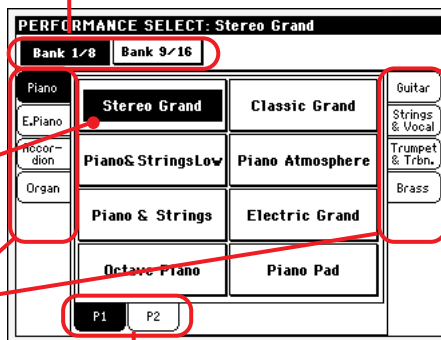 PERFORMANCE SELECT: Stereo Grand
Bank 1/8 Bank 9/16
Piano
E.Piano
Accor-
dion
Organ
Stereo Grand Classic Grand
Piano& StringsLow Piano Atmosphere
Piano & Strings Electric Grand
Octave Piano Piano Pad
Guitar
Strings
& Vocal
Trumpet
& Trbn.
Brass
P1 P2